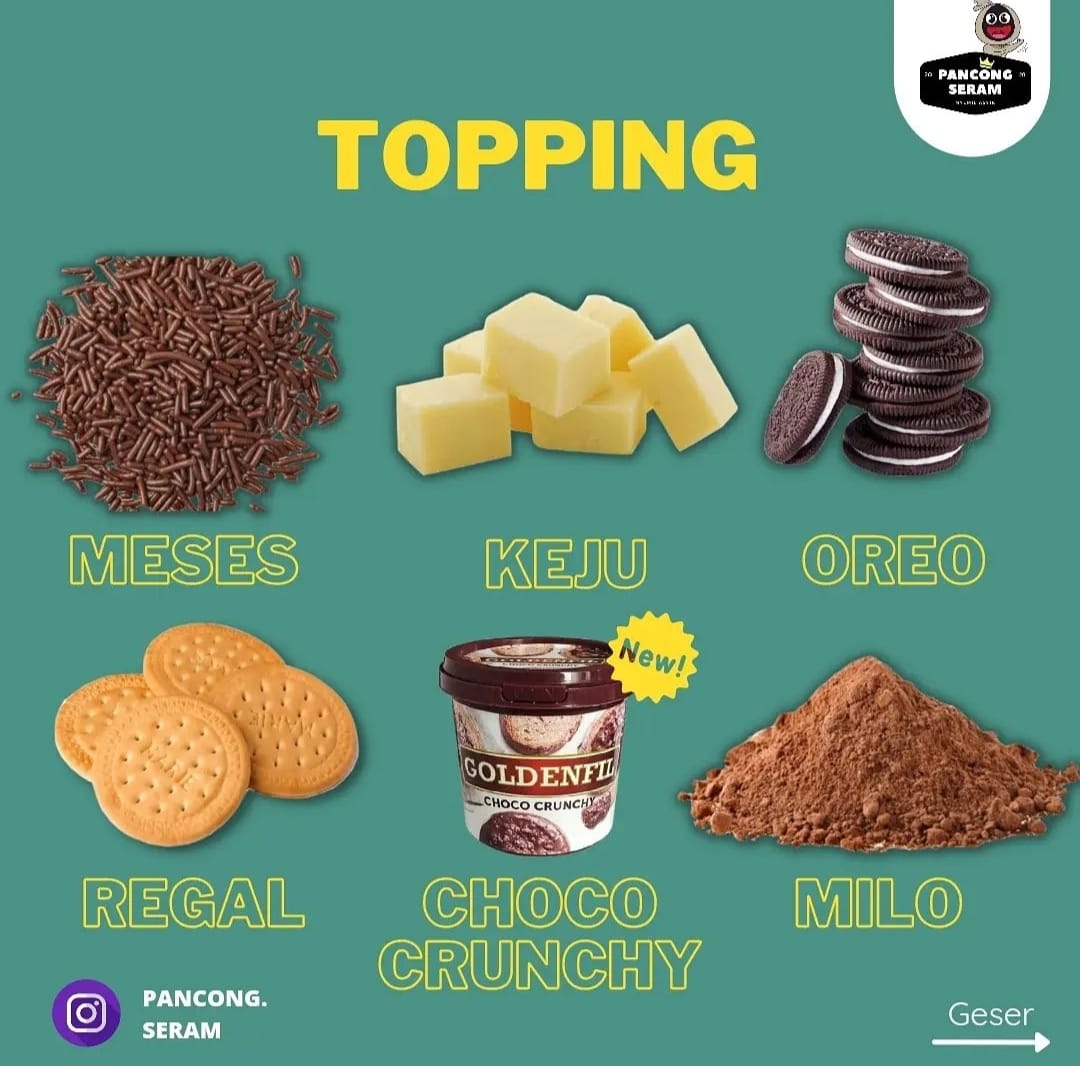 PANCONG
SERAM
TOPPING
MESES
KEJU
OREO
New!
GOLDENFIL
CHOCO CRUNCHY
REGAL
CHOCO
CRUNCHY
MILO
PANCONG.
SERAM
Geser